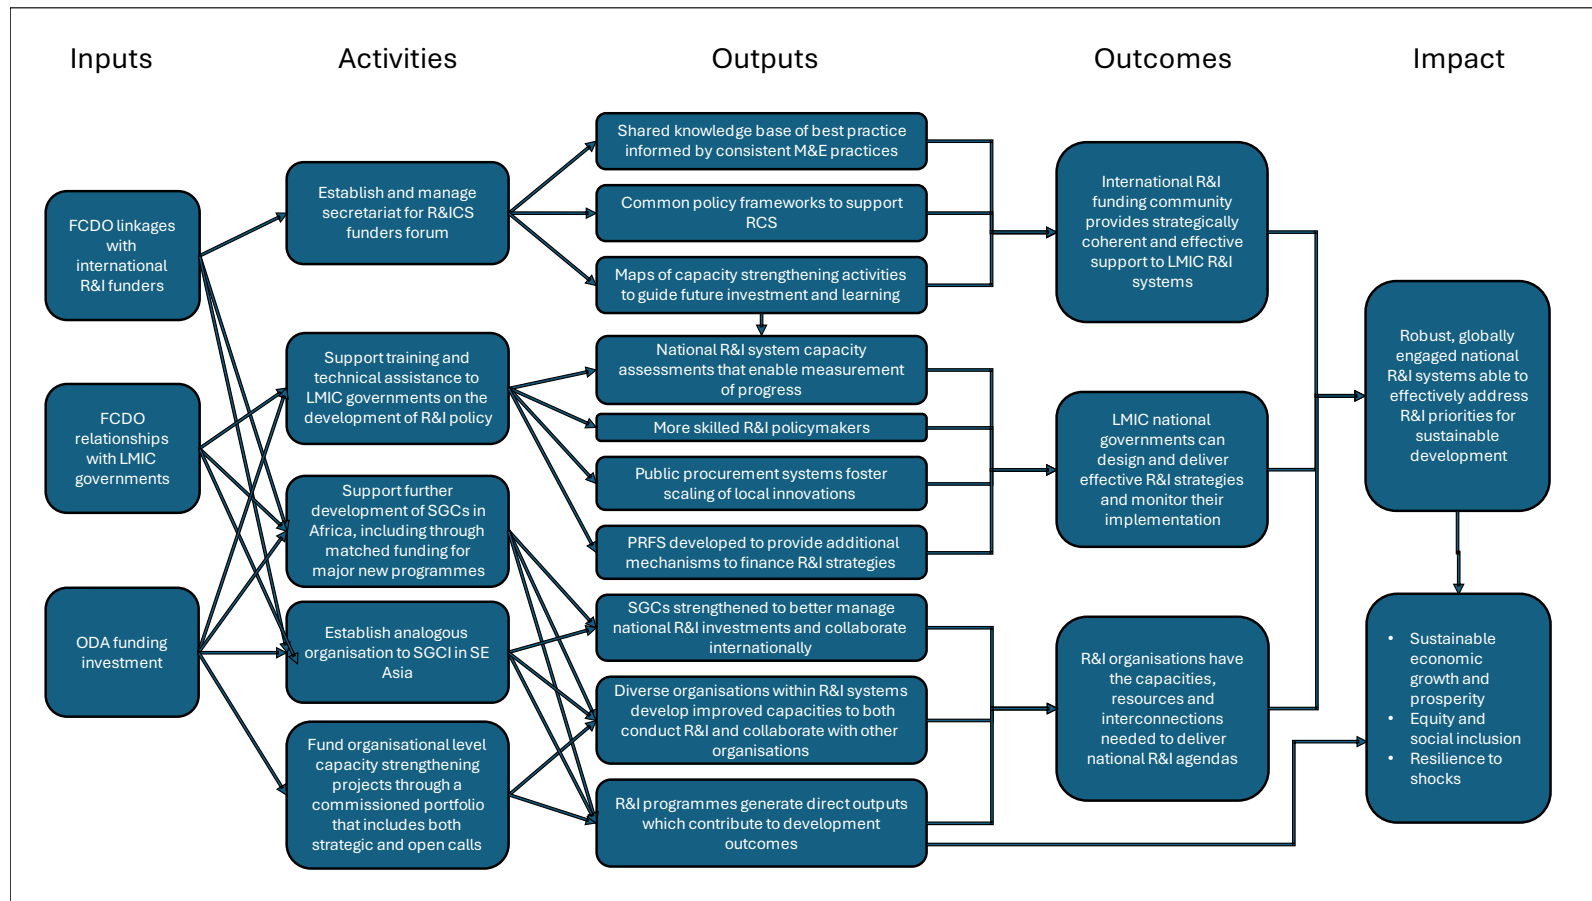 Inputs
Activities
Outputs
Outcomes
Impact
FCDO linkages
with
international
R&I funders
FCDO
relationships
with LMIC
governments
ODA funding
investment
Establish and manage
secretariat for R&ICS
funders forum
Support training and
technical assistance to
LMIC governments on the
development of R&I policy
Support further
development of SGCs in
Africa, including through
matched funding for
major new programmes
Establish analogous
organisation to SGCI in SE
Asia
Fund organisational level
capacity strengthening
projects through a
commissioned portfolio
that includes both
strategic and open calls
Shared knowledge base of best practice
informed by consistent M&E practices
Common policy frameworks to support
RCS
Maps of capacity strengthening activities
to guide future investment and learning
National R&I system capacity
assessments that enable measurement
of progress
More skilled R&I policymakers
Public procurement systems foster
scaling of local innovations
PRFS developed to provide additional
mechanisms to finance R&I strategies
SGCs strengthened to better manage
national R&I investments and collaborate
internationally
Diverse organisations within R&I systems
develop improved capacities to both
conduct R&I and collaborate with other
organisations
R&I programmes generate direct outputs
which contribute to development
outcomes
International R&I
funding community
provides strategically
coherent and effective
support to LMIC R&I
systems
LMIC national
governments can
design and deliver
effective R&I strategies
and monitor their
implementation
R&I organisations have
the capacities,
resources and
interconnections
needed to deliver
national R&I agendas
Robust, globally
engaged national
R&I systems able to
effectively address
R&I priorities for
sustainable
development
• Sustainable
economic
growth and
prosperity
• Equity and
social inclusion
• Resilience to
shocks